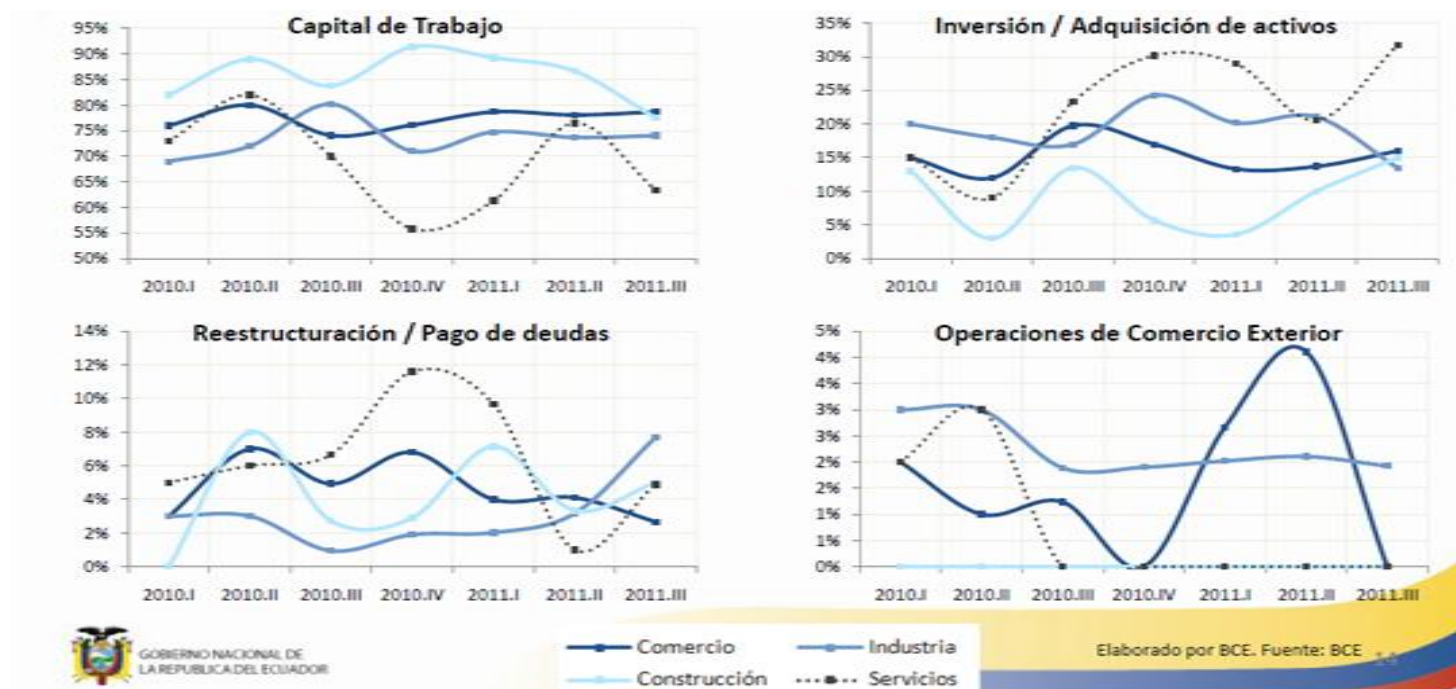 Capital de Trabajo
95%
90%
85%
80%
75%
70%
65%
60%
55%
50%
2010.I 2010.II 2010.III 2010.IV 2011.I 2011.II 2011.III
Inversión / Adquisición de activos
35%
30%
25%
20%
15%
10%
5%
0%
2010.I 2010.II 2010.III 2010.IV 2011.I 2011.II 2011.III
Reestructuración / Pago de deudas
14%
12%
10%
8%
6%
4%
2%
0%
2010.I 2010.II 2010.III 2010.IV 2011.I 2011.II 2011.III
Operaciones de Comercio Exterior
5%
4%
4%
3%
3%
2%
2%
1%
1%
0%
2010.I 2010.II 2010.III 2010.IV 2011.I 2011.II 2011.III
GOBIERNO NACIONAL DE
LA REPUBLICA DEL ECUADOR
Comercio Industria
Construcción Servicios
Elaborado por BCE. Fuente: BCE
14